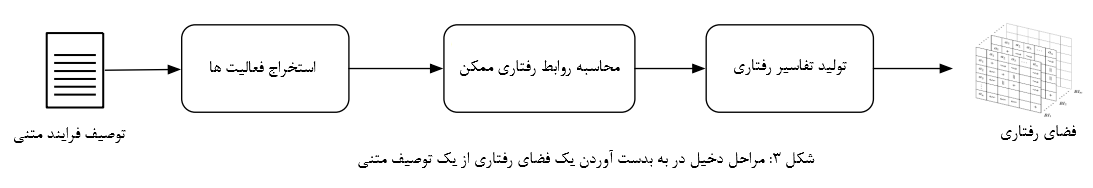 استخراج فعالیت ها
محاسبه روابط رفتاری ممکن
تولید تفاسیر رفتاری
توصیف فرایند متنی
فضای رفتاری
شکل ۳: مراحل دخیل در به بدست آوردن یک فضای رفتاری از یک توصیف متنی